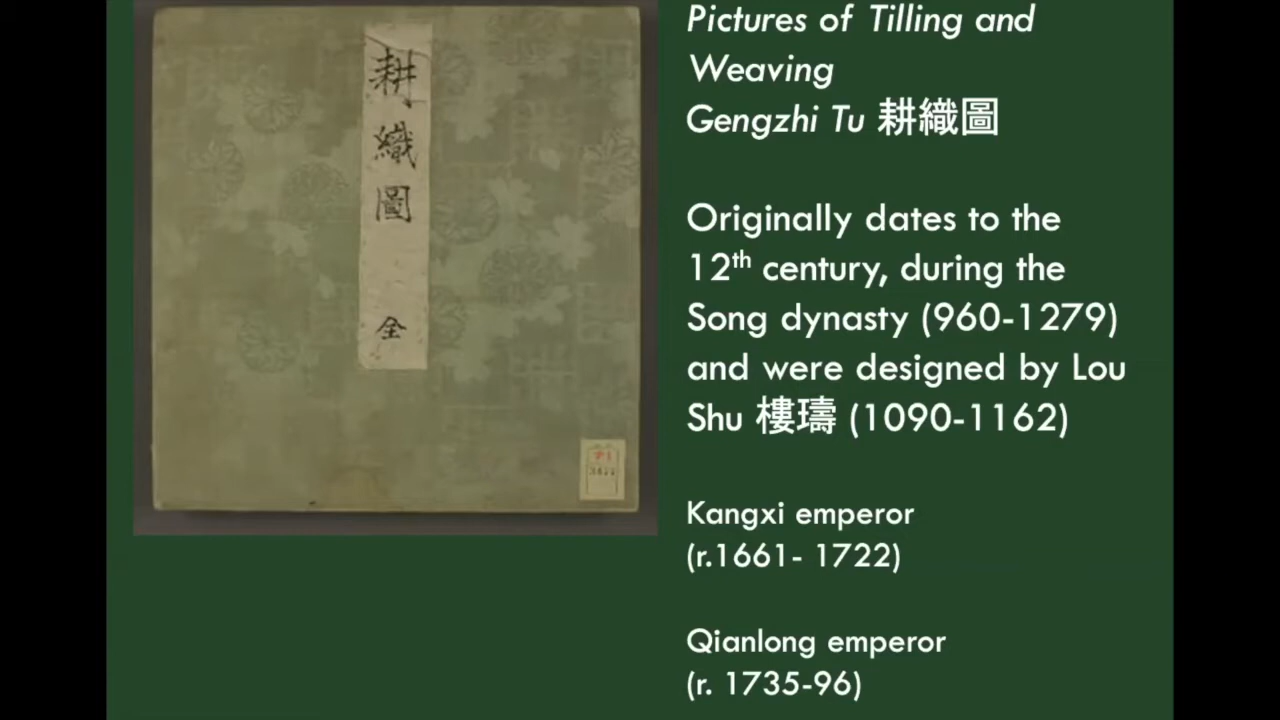 耕織圖 全
Pictures of Tilling and
Weaving
Gengzhi Tu 耕織圖
Originally dates to the
12th century, during the
Song dynasty (960-1279)
and were designed by Lou
Shu 樓璹 (1090-1162)
Kangxi emperor
(r.1661- 1722)
Qianlong emperor
(r. 1735-96)